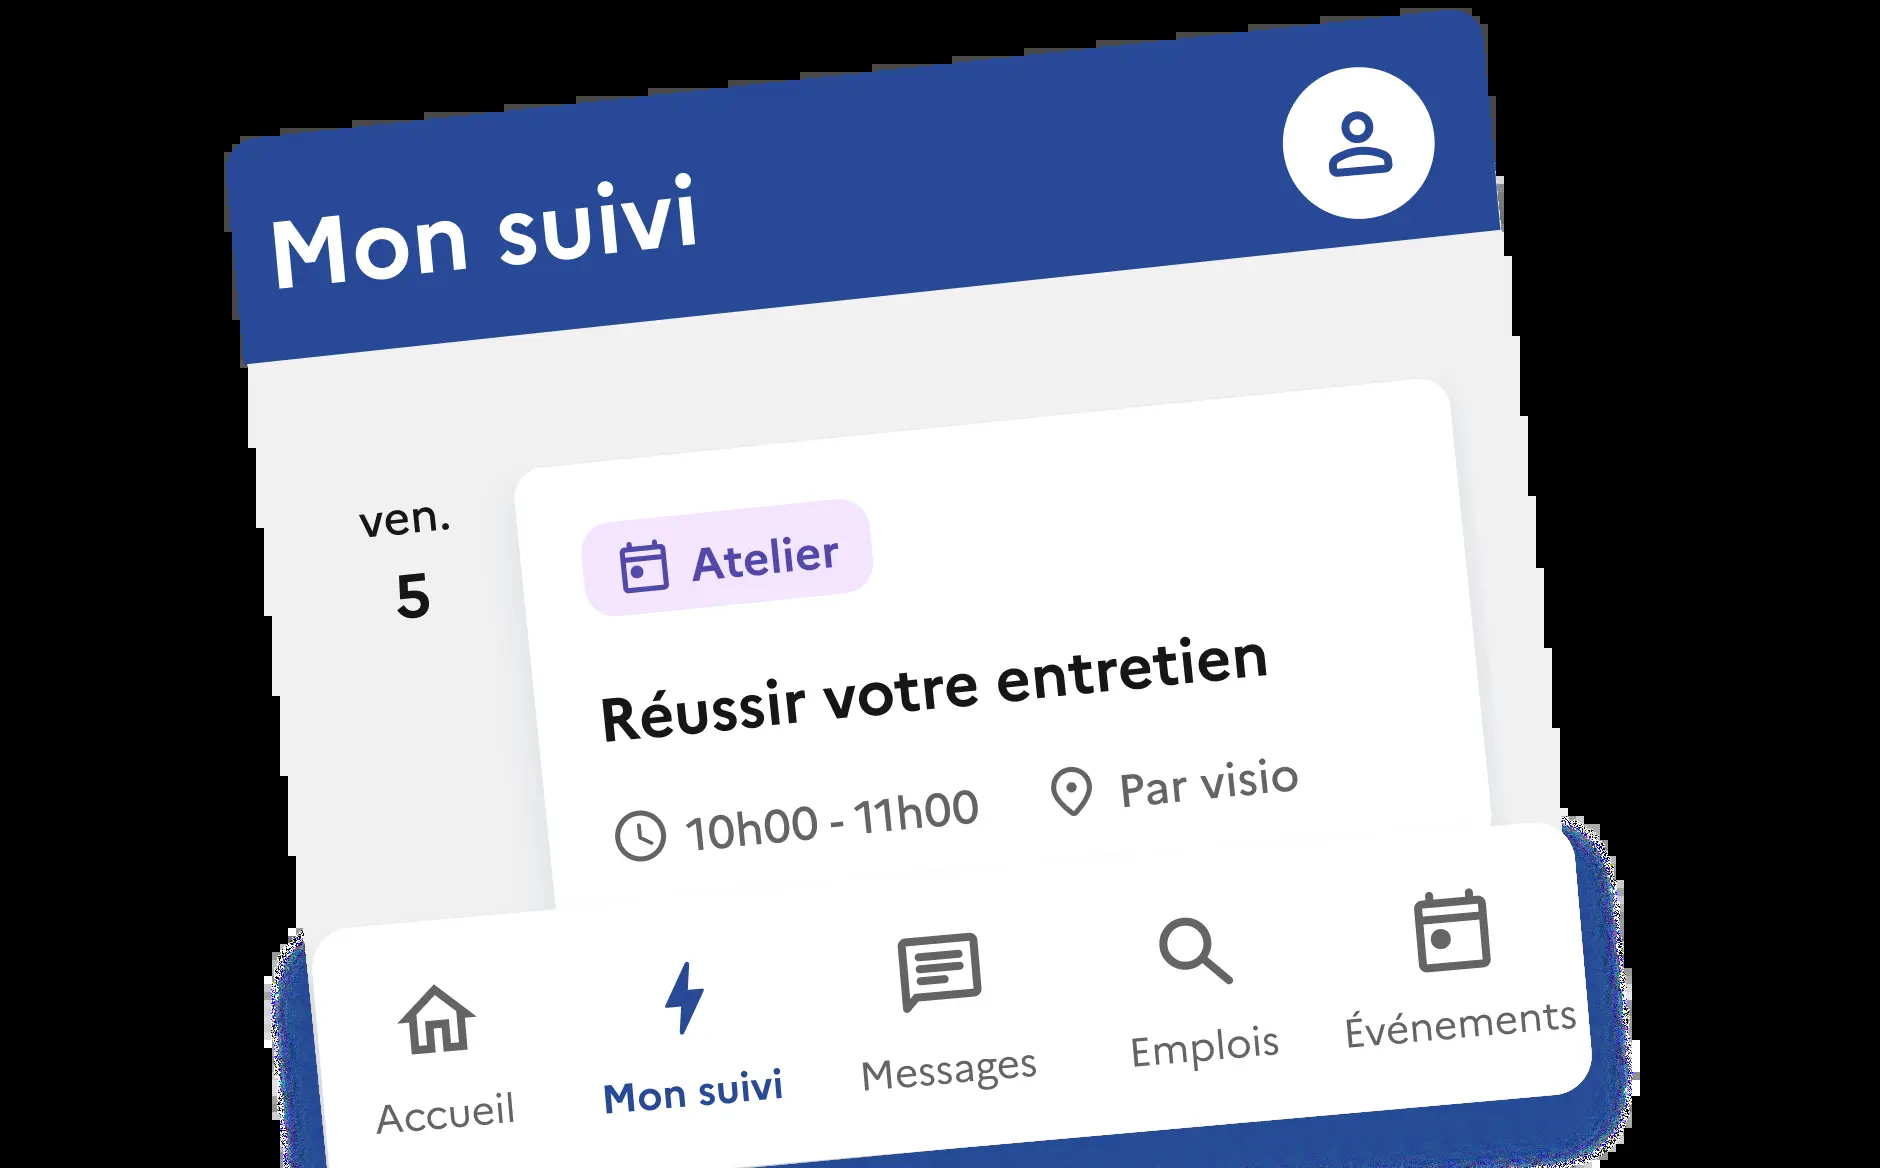 Mon suivi
ven.
5
Atelier
Réussir votre entretien
10h00 - 11h00
Par visio
Accueil
Mon suivi
Messages
Emplois
Événements